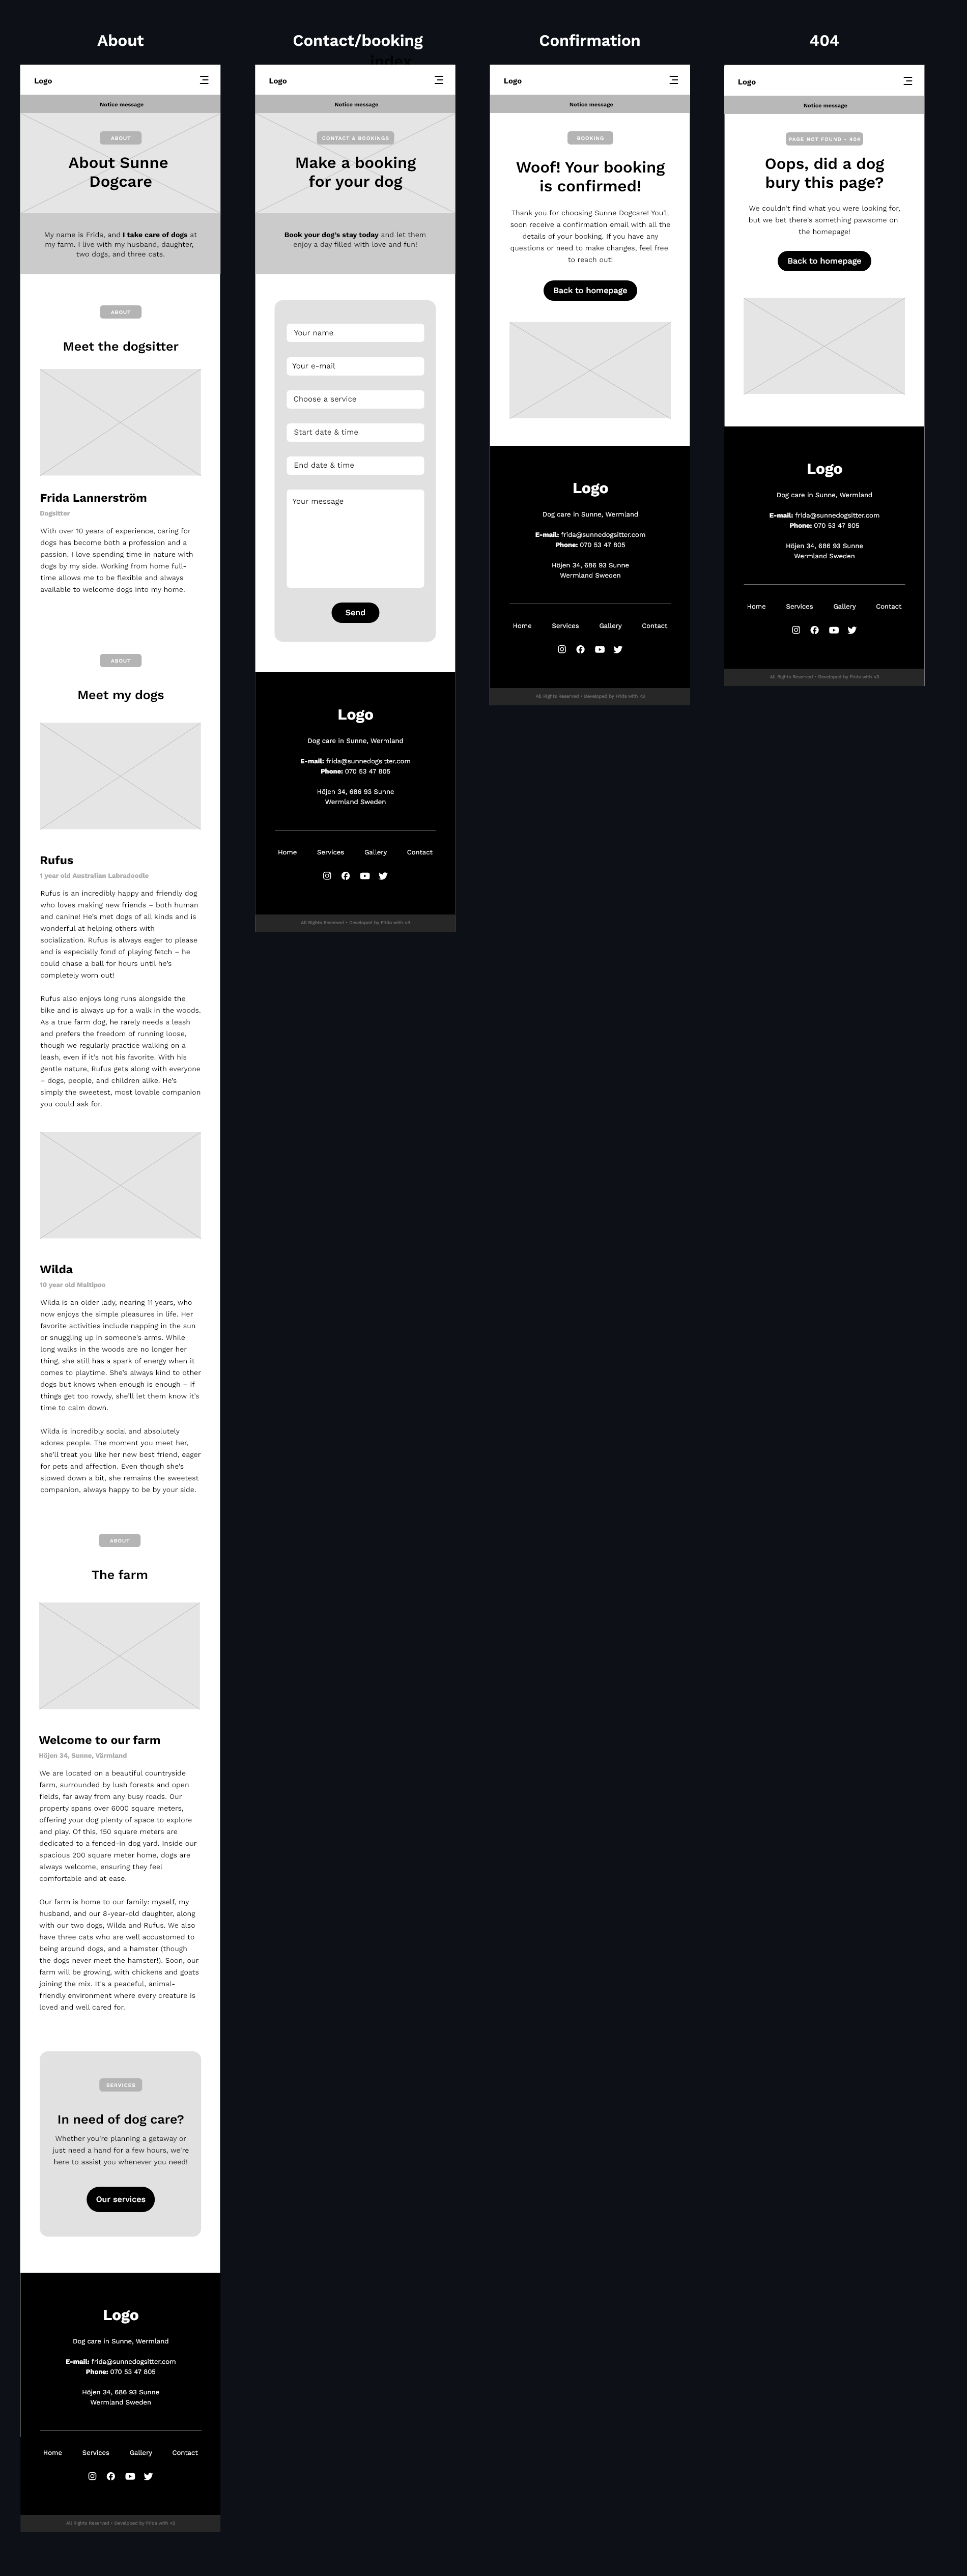 About
Logo
Notice message
ABOUT
About Sunne
Dogcare
My name is Frida, and I take care of dogs at
my farm. I live with my husband, daughter,
two dogs, and three cats.
ABOUT
Meet the dogsitter
Frida Lannerström
Dogsitter
With over 10 years of experience, caring for
dogs has become both a profession and a
passion. I love spending time in nature with
dogs by my side. Working from home full-
time allows me to be flexible and always
available to welcome dogs into my home.
ABOUT
Meet my dogs
Rufus
1 year old Australian Labradoodle
Rufus is an incredibly happy and friendly dog
who loves making new friends – both human
and canine! He's met dogs of all kinds and is
wonderful at helping others with
socialization. Rufus is always eager to please
and is especially fond of playing fetch – he
could chase a ball for hours until he's
completely worn out!
Rufus also enjoys long runs alongside the
bike and is always up for a walk in the woods.
As a true farm dog, he rarely needs a leash
and prefers the freedom of running loose,
though we regularly practice walking on a
leash, even if it's not his favorite. With his
gentle nature, Rufus gets along with everyone
– dogs, people, and children alike. He's
simply the sweetest, most lovable companion
you could ask for.
Wilda
10 year old Maltipoo
Wilda is an older lady, nearing 11 years, who
now enjoys the simple pleasures in life. Her
favorite activities include napping in the sun
or snuggling up in someone's arms. While
long walks in the woods are no longer her
thing, she still has a spark of energy when it
comes to playtime. She's always kind to other
dogs but knows when enough is enough – if
things get too rowdy, she'll let them know it's
time to calm down.
Wilda is incredibly social and absolutely
adores people. The moment you meet her,
she'll treat you like her new best friend, eager
for pets and affection. Even though she's
slowed down a bit, she remains the sweetest
companion, always happy to be by your side.
ABOUT
The farm
Welcome to our farm
Höjen 34, Sunne, Värmland
We are located on a beautiful countryside
farm, surrounded by lush forests and open
fields, far away from any busy roads. Our
property spans over 6000 square meters,
offering your dog plenty of space to explore
and play. Of this, 150 square meters are
dedicated to a fenced-in dog yard. Inside our
spacious 200 square meter home, dogs are
always welcome, ensuring they feel
comfortable and at ease.
Our farm is home to our family: myself, my
husband, and our 8-year-old daughter, along
with our two dogs, Wilda and Rufus. We also
have three cats who are well accustomed to
being around dogs, and a hamster (though
the dogs never meet the hamster!). Soon, our
farm will be growing, with chickens and goats
joining the mix. It's a peaceful, animal-
friendly environment where every creature is
loved and well cared for.
SERVICES
In need of dog care?
Whether you're planning a getaway or
just need a hand for a few hours, we're
here to assist you whenever you need!
Our services
Logo
Dog care in Sunne, Wermland
E-mail: frida@sunnedogsitter.com
Phone: 070 53 47 805
Höjen 34, 686 93 Sunne
Wermland Sweden
Home Services Gallery Contact
All Rights Reserved • Developed by Frida with <3
Contact/booking
index
Logo
Notice message
CONTACT & BOOKINGS
Make a booking
for your dog
Book your dog's stay today and let them
enjoy a day filled with love and fun!
Your name
Your e-mail
Choose a service
Start date & time
End date & time
Your message
Send
Logo
Dog care in Sunne, Wermland
E-mail: frida@sunnedogsitter.com
Phone: 070 53 47 805
Höjen 34, 686 93 Sunne
Wermland Sweden
Home Services Gallery Contact
All Rights Reserved • Developed by Frida with <3
Confirmation
Logo
Notice message
BOOKING
Woof! Your booking
is confirmed!
Thank you for choosing Sunne Dogcare! You'll
soon receive a confirmation email with all the
details of your booking. If you have any
questions or need to make changes, feel free
to reach out!
Back to homepage
Logo
Dog care in Sunne, Wermland
E-mail: frida@sunnedogsitter.com
Phone: 070 53 47 805
Höjen 34, 686 93 Sunne
Wermland Sweden
Home Services Gallery Contact
All Rights Reserved • Developed by Frida with <3
404
Logo
Notice message
PAGE NOT FOUND - 404
Oops, did a dog
bury this page?
We couldn't find what you were looking for,
but we bet there's something pawsome on
the homepage!
Back to homepage
Logo
Dog care in Sunne, Wermland
E-mail: frida@sunnedogsitter.com
Phone: 070 53 47 805
Höjen 34, 686 93 Sunne
Wermland Sweden
Home Services Gallery Contact
All Rights Reserved • Developed by Frida with <3